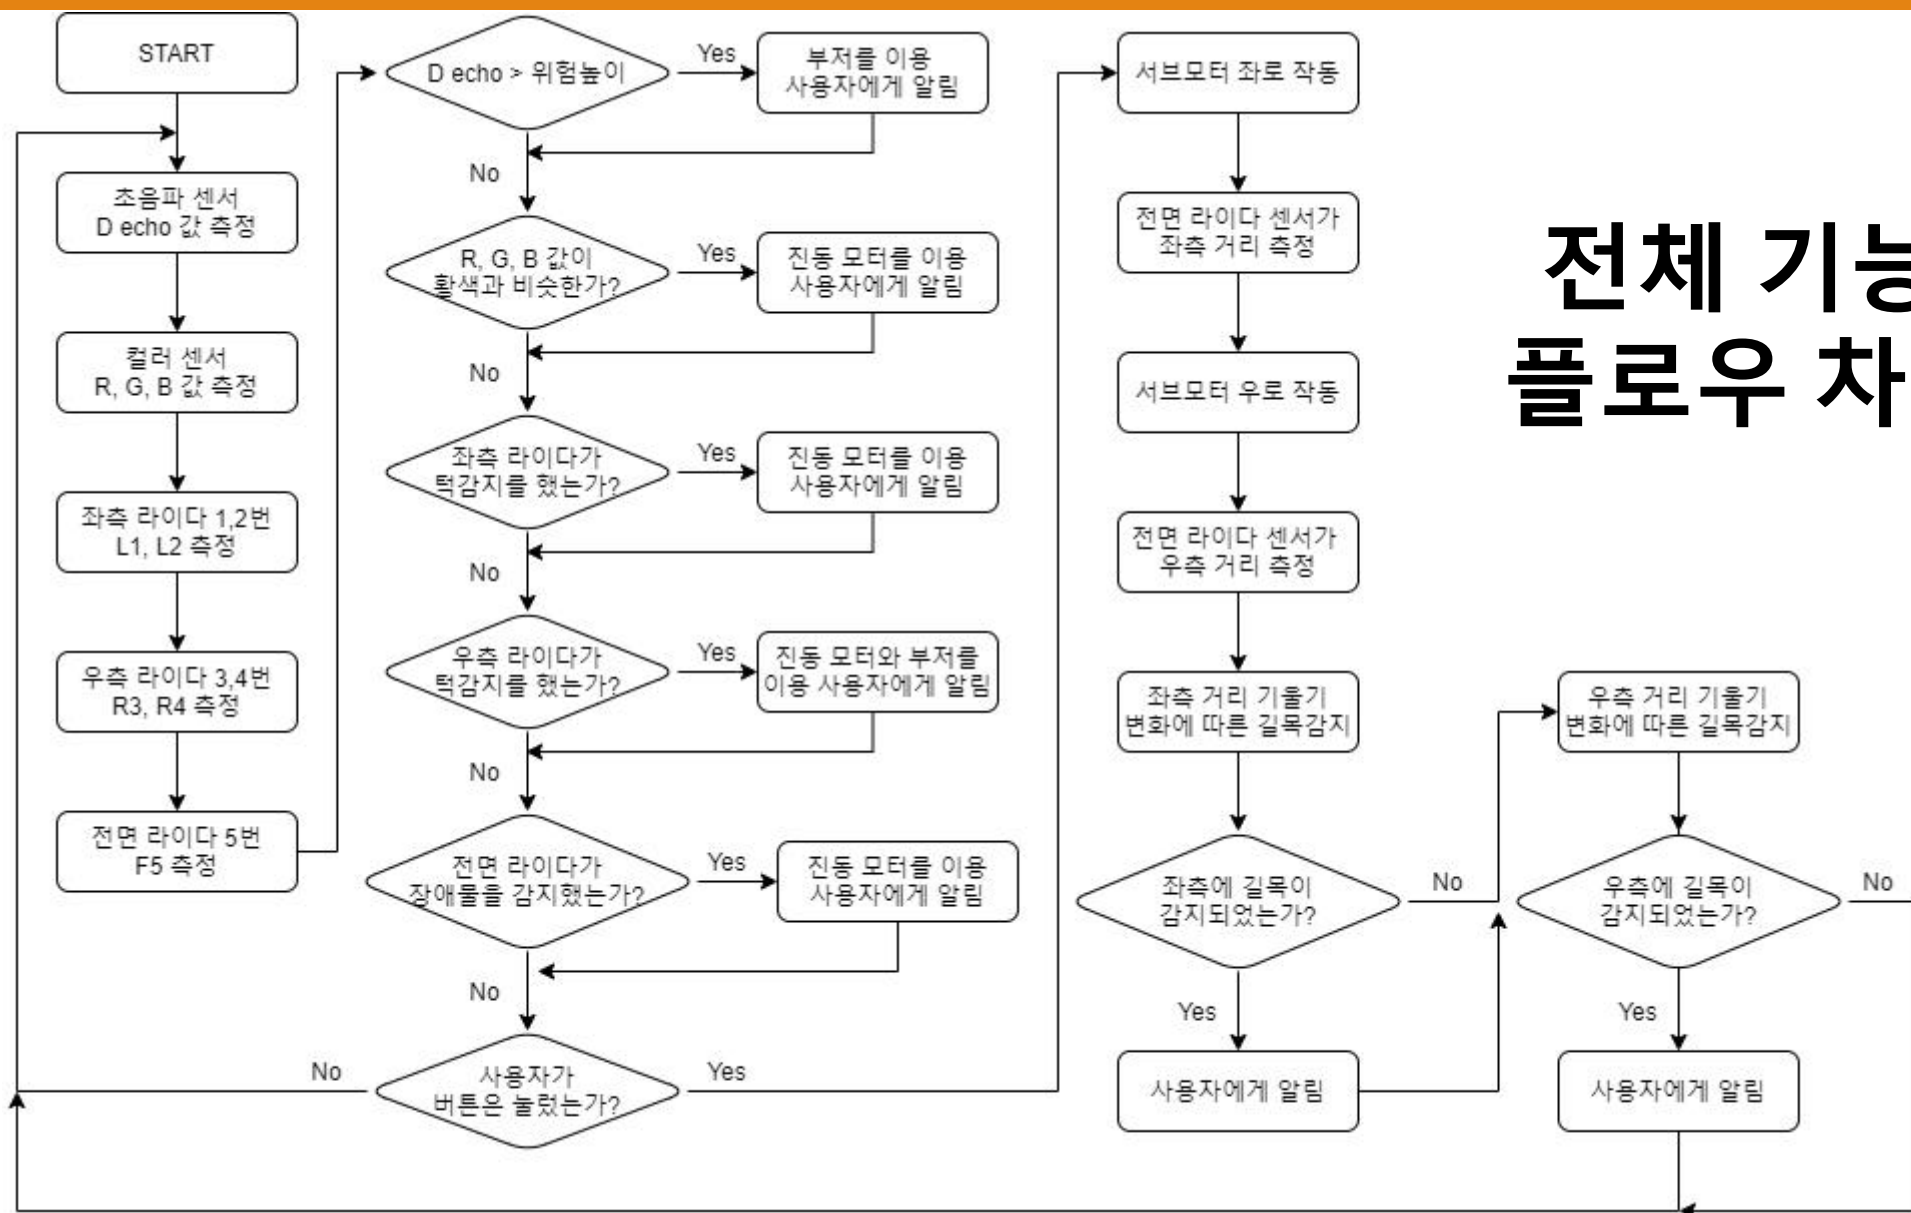 START
초음파 센서
D echo 값 측정
컬러 센서
R, G, B 값 측정
좌측 라이다 1,2번
L1, L2 측정
우측 라이다 3,4번
R3, R4 측정
전면 라이다 5번
F5 측정
D echo > 위험높이
Yes
부저를 이용
사용자에게 알림
No
R, G, B 값이
황색과 비슷한가?
Yes
진동 모터를 이용
사용자에게 알림
No
좌측 라이다가
턱감지를 했는가?
Yes
진동 모터를 이용
사용자에게 알림
No
우측 라이다가
턱감지를 했는가?
Yes
진동 모터와 부저를
이용 사용자에게 알림
No
전면 라이다가
장애물을 감지했는가?
Yes
진동 모터를 이용
사용자에게 알림
No
사용자가
버튼은 눌렀는가?
No
Yes
서브모터 좌로 작동
전면 라이다 센서가
좌측 거리 측정
서브모터 우로 작동
전면 라이다 센서가
우측 거리 측정
좌측 거리 기울기
변화에 따른 길목감지
좌측에 길목이
감지되었는가?
No
Yes
사용자에게 알림
우측 거리 기울기
변화에 따른 길목감지
우측에 길목이
감지되었는가?
No
Yes
사용자에게 알림
전체 기능
플로우 차